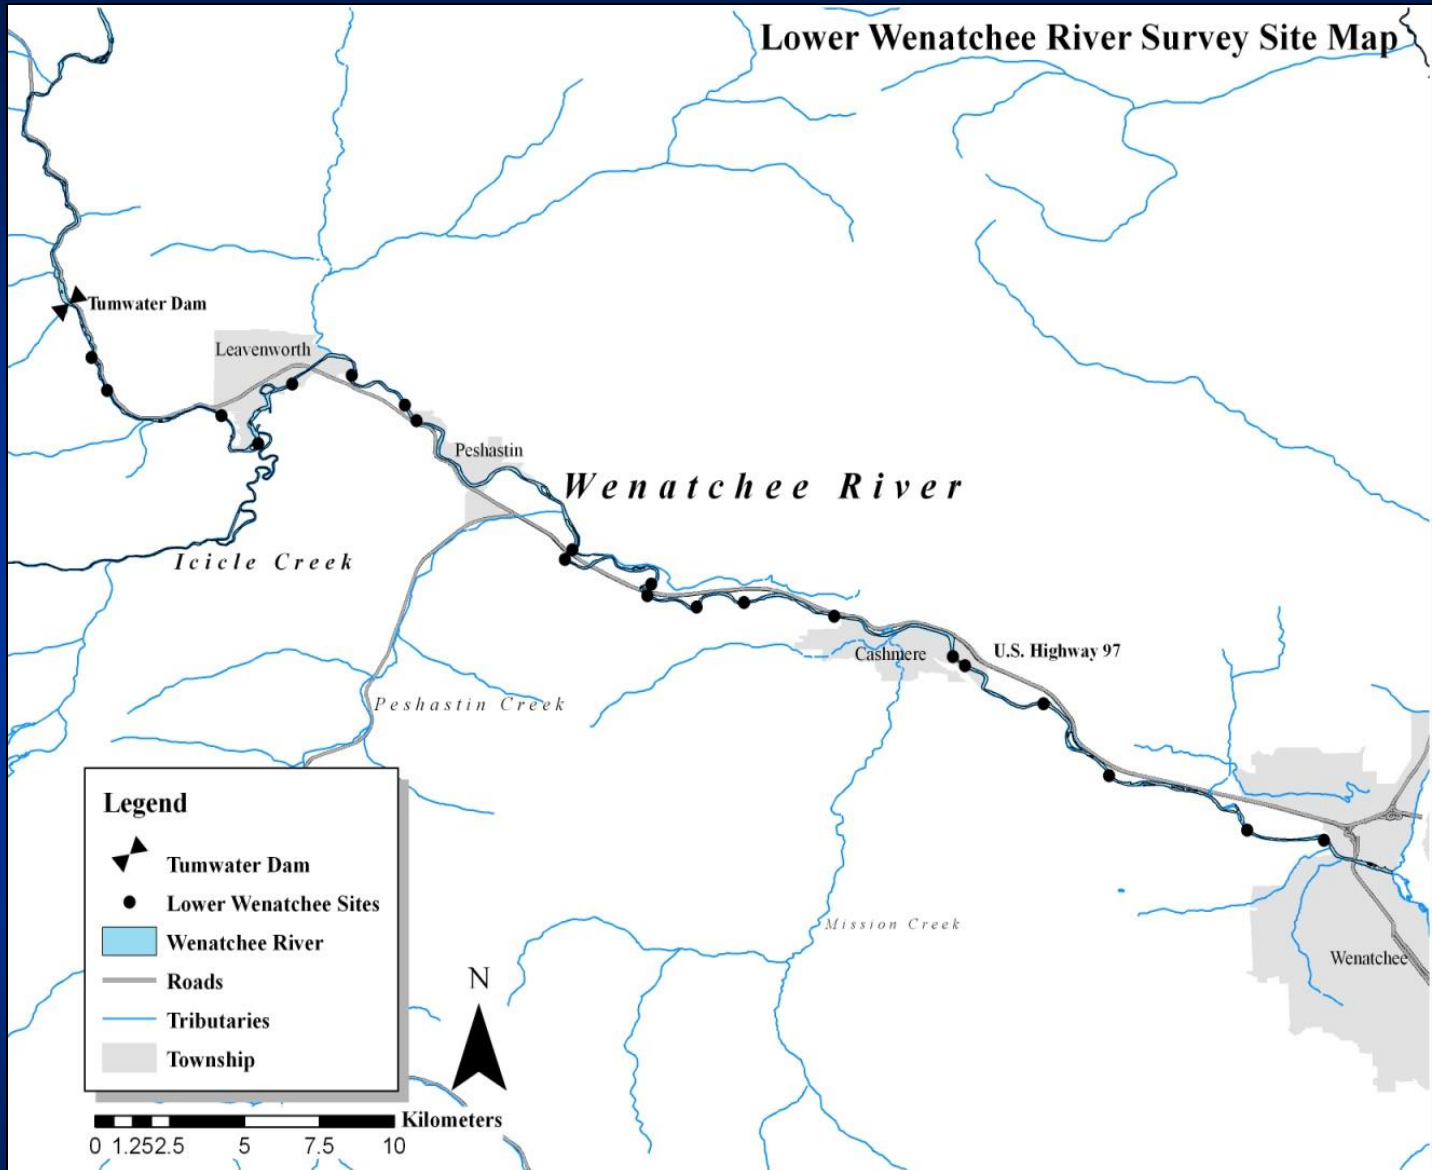 Lower Wenatchee River Survey Site Map
Tumwater Dam
Leavenworth
Peshastin
Wenatchee River
Icicle Creek
Cashmere
U.S. Highway 97
Peshastin Creek
Mission Creek
Wenatchee
Legend
Tumwater Dam
Lower Wenatchee Sites
Wenatchee River
Roads
Tributaries
Township
N
Kilometers
0 1.25 2.5 5 7.5 10